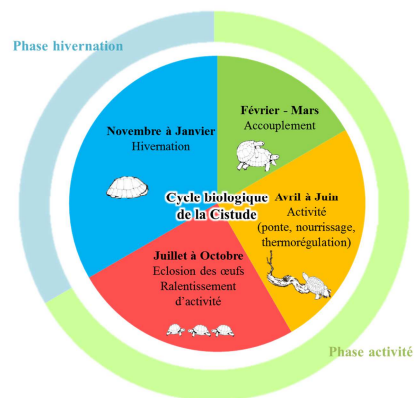 Phase hivernation
Février - Mars
Accouplement
Novembre à Janvier
Hivernation
Cycle biologique
de la Cistude
Avril à Juin
Activité
(ponte, nourrissage,
thermorégulation)
Juillet à Octobre
Eclosion des œufs
Ralentissement
d'activité
Phase activité